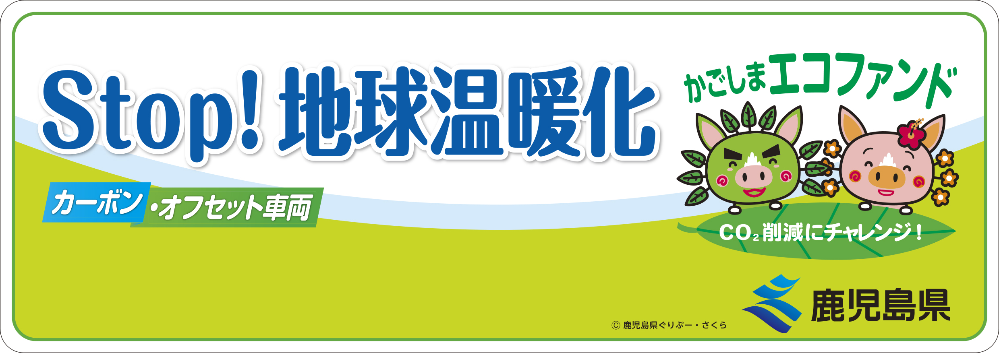 Stop!地球温暖化
かごしまエコファンド
カーボン・オフセット車両
CO₂削減にチャレンジ!
鹿児島県
Ⓒ鹿児島県ぐりぶー・さくら